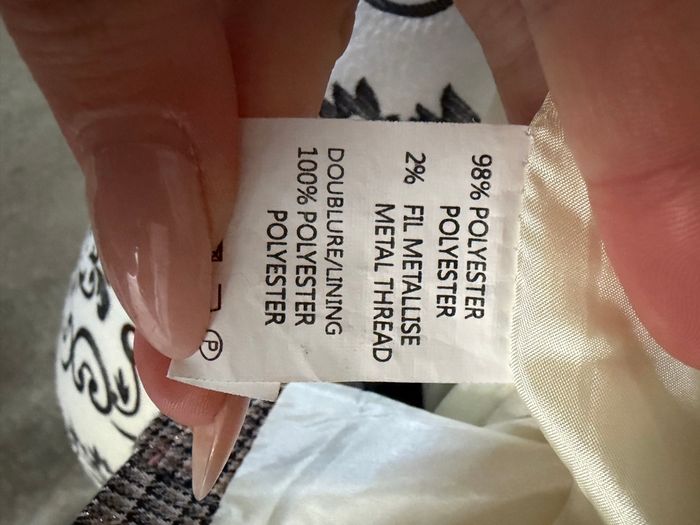 98% POLYESTER
POLYESTER
2% FIL METALLISE
METAL THREAD
DOUBLURE/LINING
100% POLYESTER
POLYESTER
P